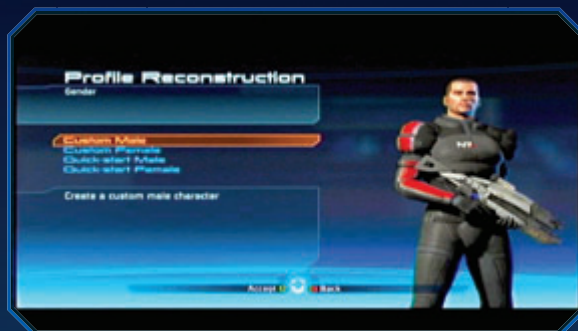 Profile Reconstruction
Gender
Custom Male
Custom Female
Quick-start Male
Quick-start Female
Create a custom male character
N7
Accept Back